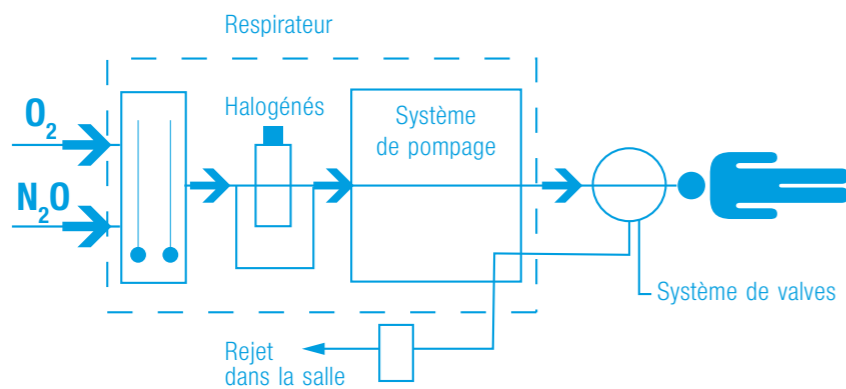 Respirateur
O₂
Halogénés
Système
de pompage
N₂O
Système de valves
Rejet
dans la salle